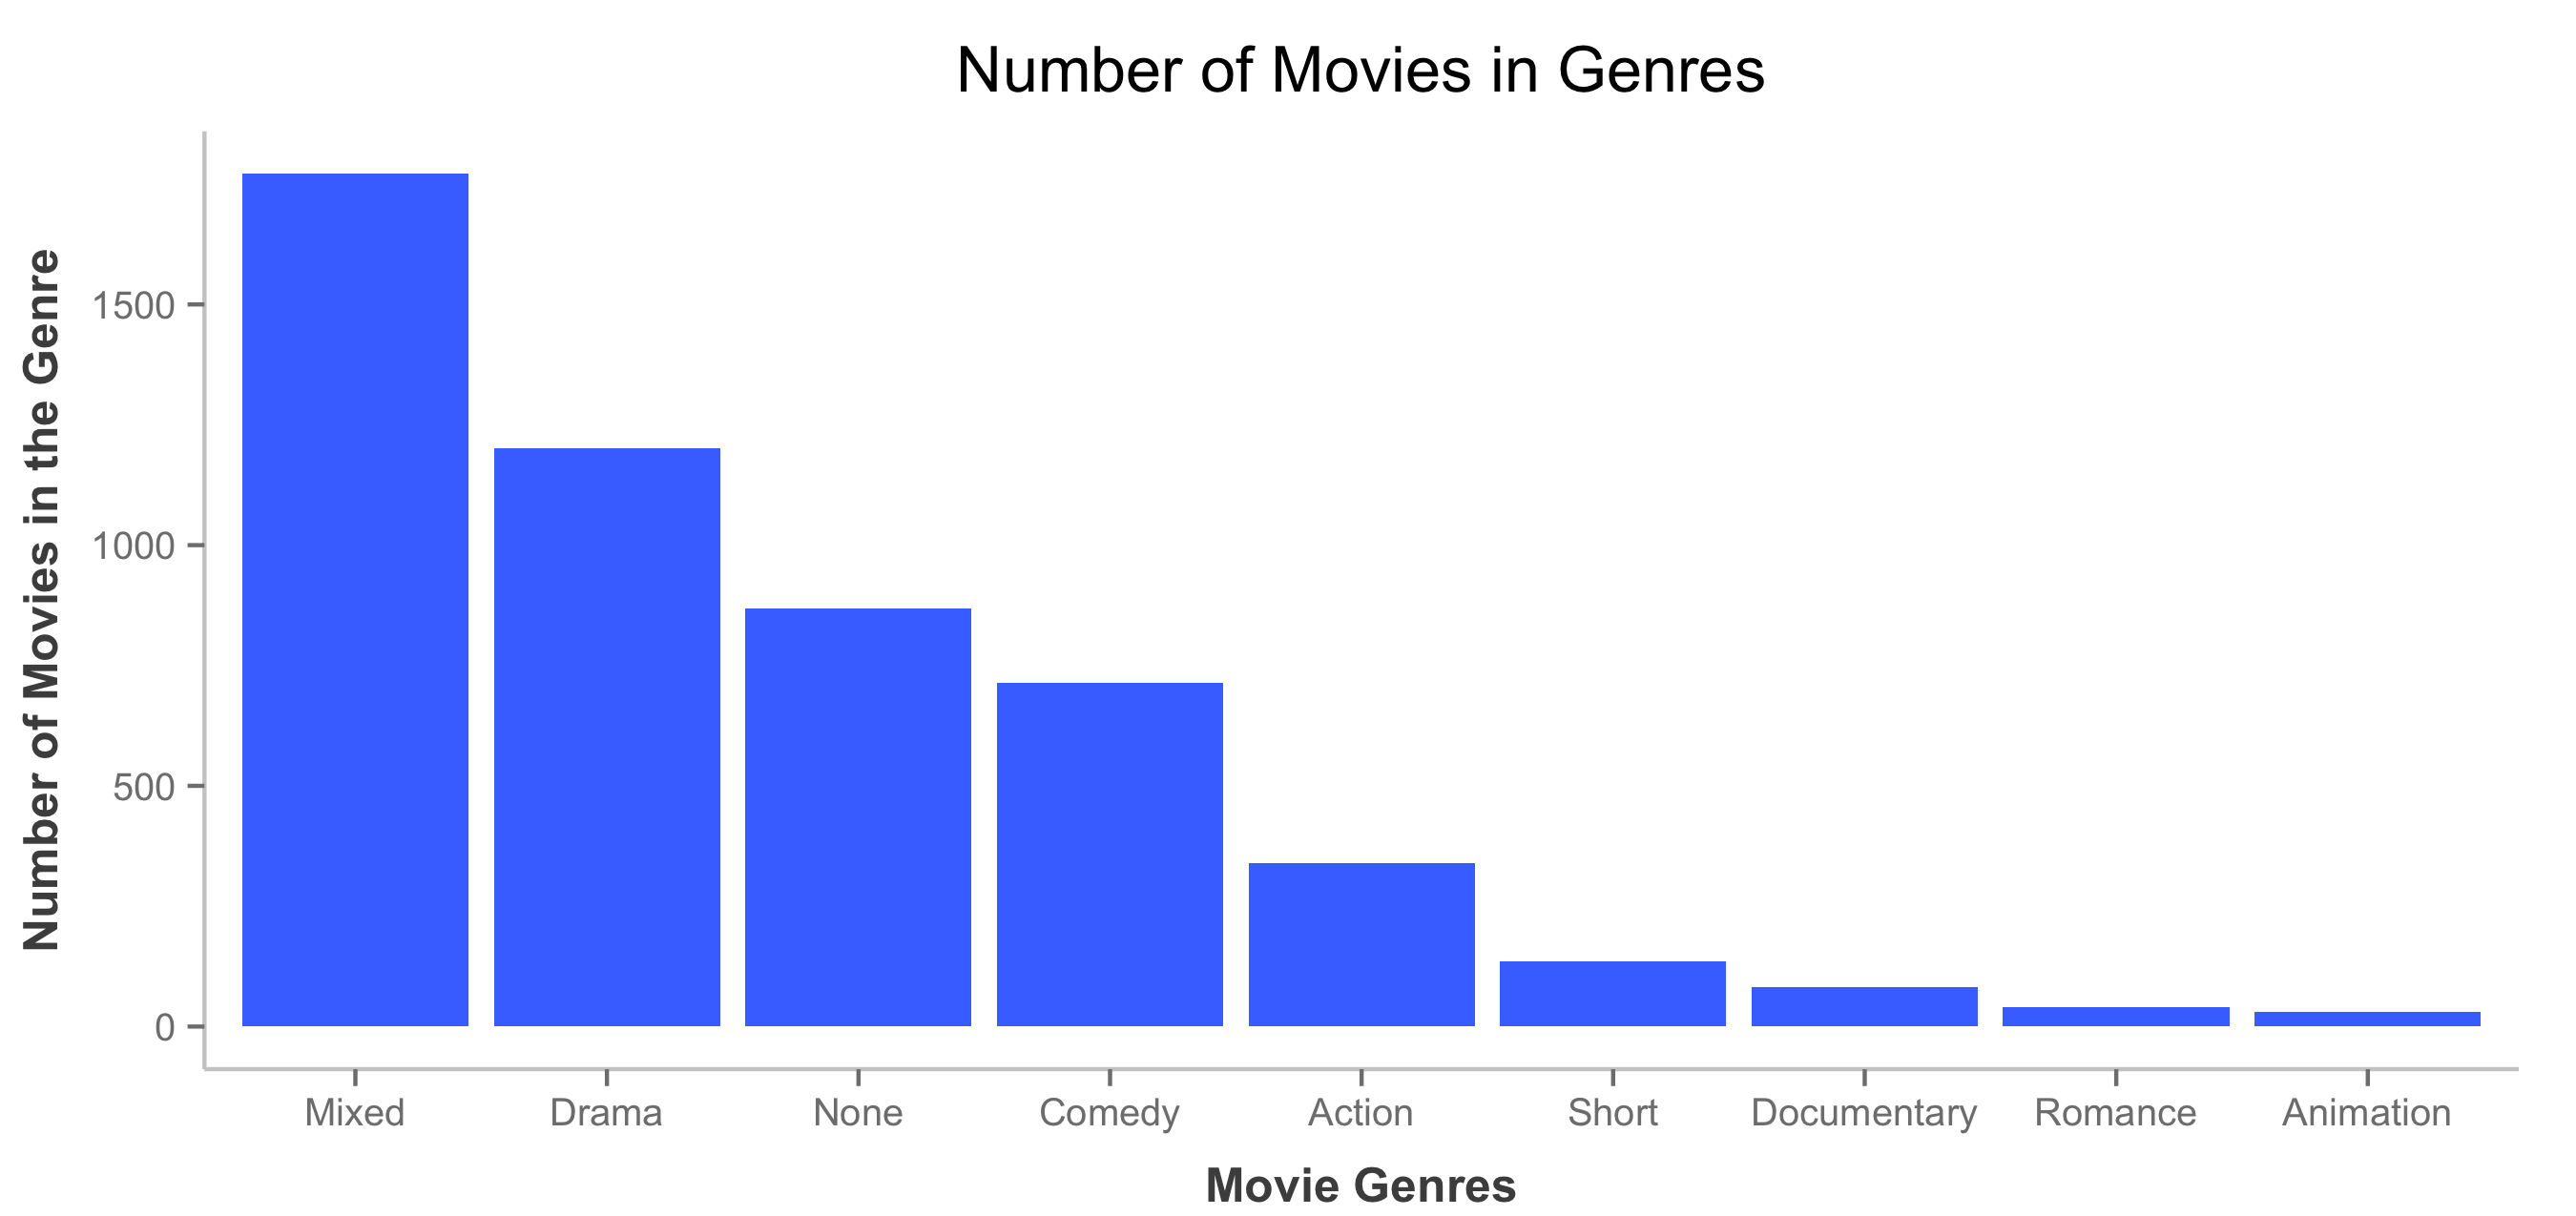 Number of Movies in Genres
Number of Movies in the Genre
1500
1000
500
0
Mixed Drama None Comedy Action Short Documentary Romance Animation
Movie Genres